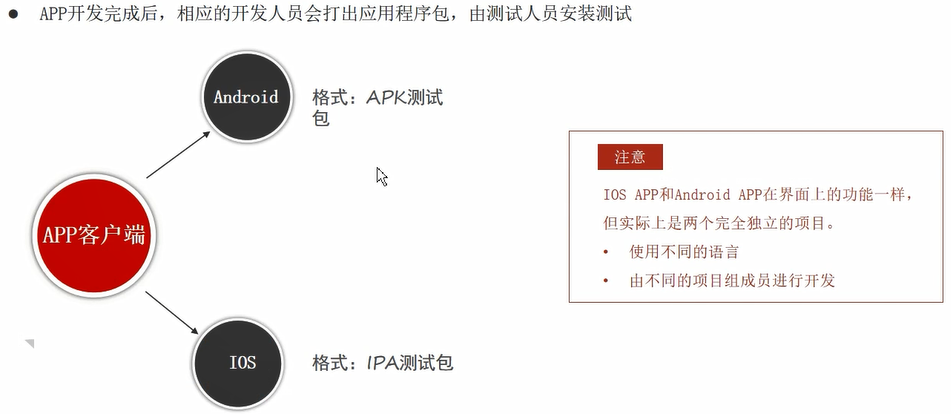 ● APP开发完成后，相应的开发人员会打出应用程序包，由测试人员安装测试
Android
格式：APK测试
包
APP客户端
IOS
格式：IPA测试包
注意
IOS APP和Android APP在界面上的功能一样，
但实际上是两个完全独立的项目。
• 使用不同的语言
• 由不同的项目组成员进行开发